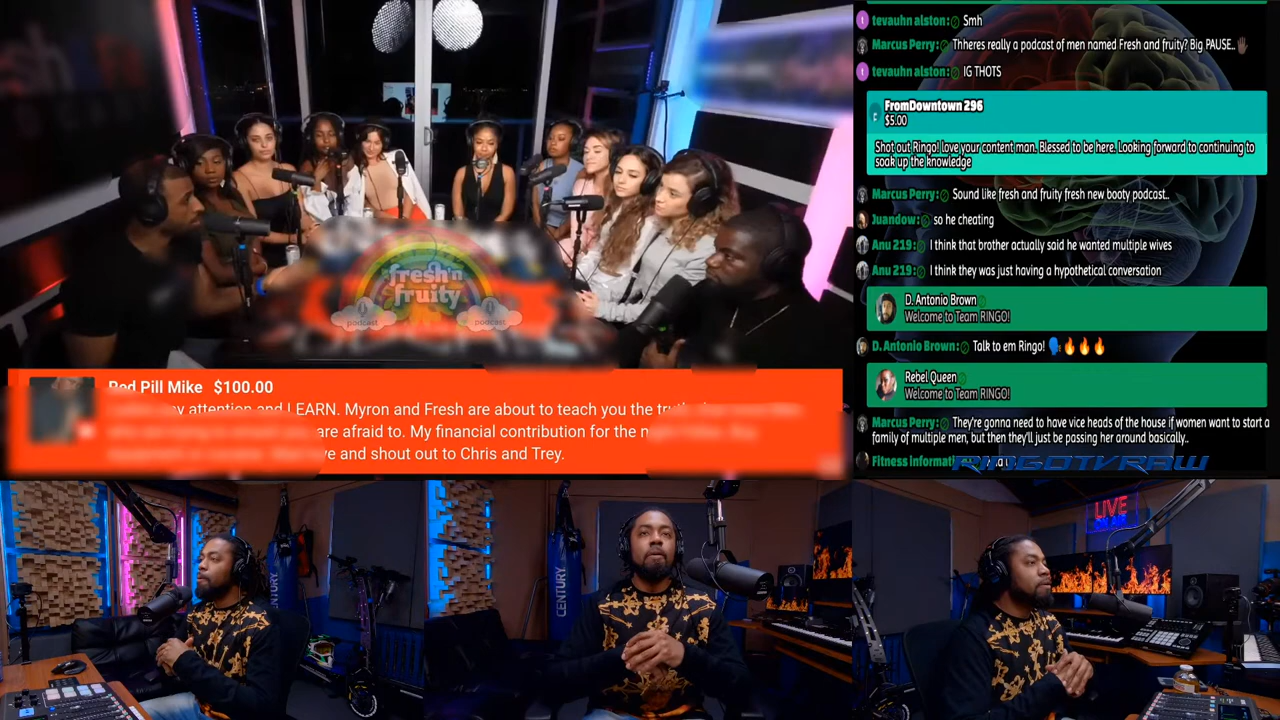 fresh'n
fruity
podcast
podcast
Red Pill Mike $100.00
attention and LEARN. Myron and Fresh are about to teach you the
are afraid to. My financial contribution for the
and shout out to Chris and Trey.
tevaughn alston: Smh
Marcus Perry: Thheres really a podcast of men named Fresh and fruity? Big PAUSE..🖐🏿
tevauhn alston: IG THOTS
FromDowntown 296
$5.00
Shot out Ringo! love your content man. Blessed to be here. Looking forward to continuing to
soak up the knowledge
Marcus Perry: Sound like fresh and fruity fresh new booty podcast..
Juandow: so he cheating
Anu 219: I think that brother actually said he wanted multiple wives
Anu 219: I think they was just having a hypothetical conversation
D. Antonio Brown
Welcome to Team RINGO!
D. Antonio Brown: Talk to em Ringo! 🗣🔥🔥🔥
Rebel Queen
Welcome to Team RINGO!
Marcus Perry: They're gonna need to have vice heads of the house if women want to start a
family of multiple men, but then they'll just be passing her around basically..
Fitness
RINGOTVRAW
CENTURY
CENTURY
LIVE
ON AIR